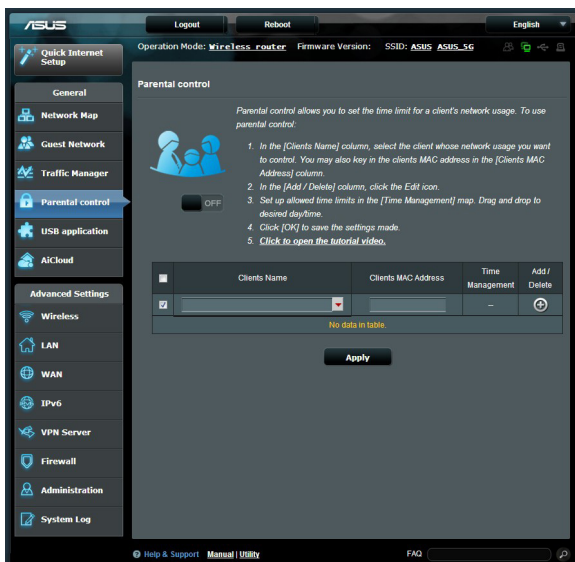 ASUS
Logout
Reboot
English
Quick Internet
Setup
Operation Mode: Wireless router Firmware Version: SSID: ASUS ASUS_5G
General
Network Map
Guest Network
Traffic Manager
Parental control
USB application
AiCloud
Advanced Settings
Wireless
LAN
WAN
IPv6
VPN Server
Firewall
Administration
System Log
Parental control
Parental control allows you to set the time limit for a client's network usage. To use
parental control:
1. In the [Clients Name] column, select the client whose network usage you want
to control. You may also key in the clients MAC address in the [Clients MAC
Address] column.
2. In the [Add / Delete] column, click the Edit icon.
3. Set up allowed time limits in the [Time Management] map. Drag and drop to
desired day/time.
4. Click [OK] to save the settings made.
5. Click to open the tutorial video.
OFF
Clients Name
Clients MAC Address
Time
Management
Add /
Delete
--
No data in table.
Apply
Help & Support Manual | Utility
FAQ